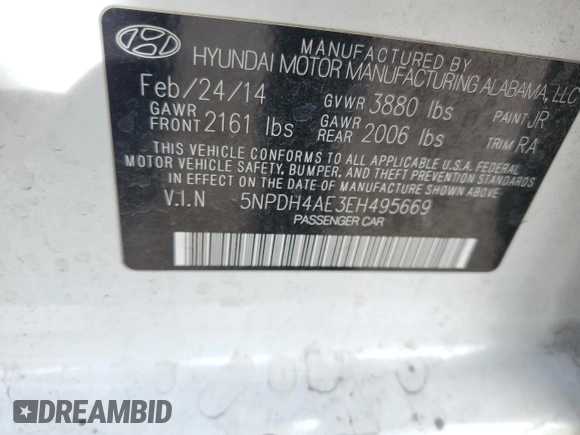 MANUFACTURED BY
HYUNDAI MOTOR MANUFACTURING ALABAMA, LLC
Feb/24/14 GVWR 3880 lbs PAINT JR
GAWR FRONT 2161 lbs GAWR REAR 2006 lbs TRIM RA
THIS VEHICLE CONFORMS TO ALL APPLICABLE U.S.A. FEDERAL
MOTOR VEHICLE SAFETY, BUMPER, AND THEFT PREVENTION STANDARDS
IN EFFECT ON THE DATE OF MANUFACTURE SHOWN ABOVE.
V.I.N 5NPDH4AE3EH495669
PASSENGER CAR
DREAMBID